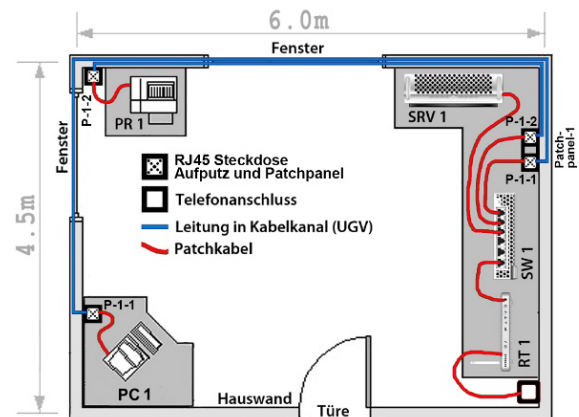 6.0m
Fenster
P-1-2
PR 1
SRV 1
P-1-2
P-1-1
Patch-
panel-1
Fenster
4.5m
RJ45 Steckdose
Aufputz und Patchpanel
Telefonanschluss
Leitung in Kabelkanal (UGV)
Patchkabel
SW 1
P-1-1
RT 1
PC 1
Hauswand
Türe